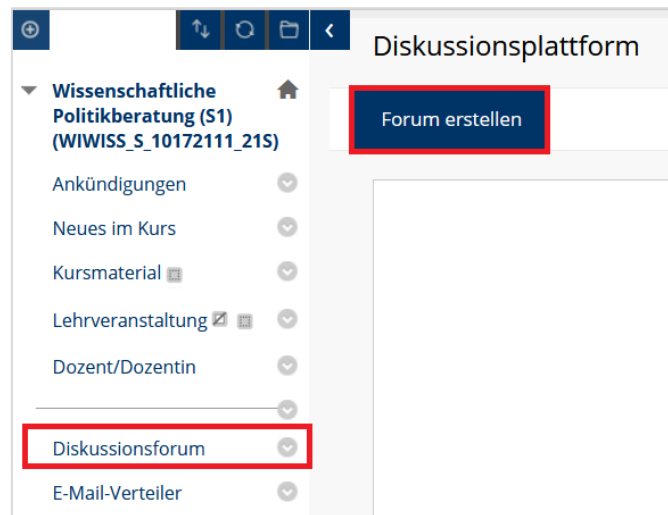 Diskussionsplattform
Wissenschaftliche
Politikberatung (S1)
(WIWISS_S_10172111_21S)
Forum erstellen
Ankündigungen
Neues im Kurs
Kursmaterial
Lehrveranstaltung
Dozent/Dozentin
Diskussionsforum
E-Mail-Verteiler